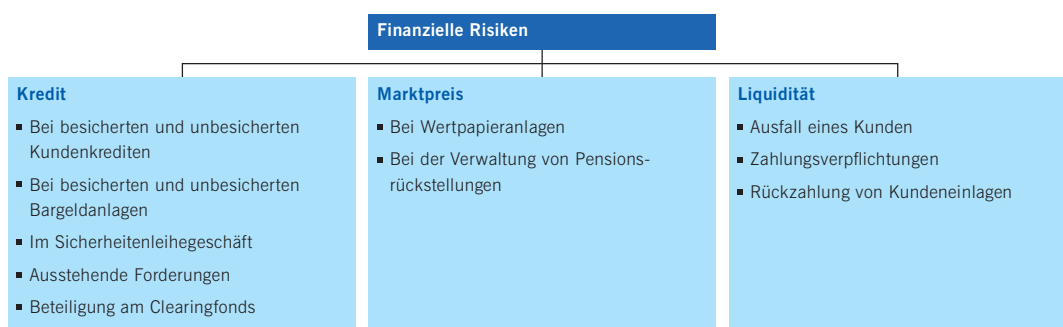 Finanzielle Risiken
Kredit
▪ Bei besicherten und unbesicherten
Kundenkrediten
▪ Bei besicherten und unbesicherten
Bargeldanlagen
▪ Im Sicherheitenleihegeschäft
▪ Ausstehende Forderungen
▪ Beteiligung am Clearingfonds
Marktpreis
▪ Bei Wertpapieranlagen
▪ Bei der Verwaltung von Pensions-
rückstellungen
Liquidität
▪ Ausfall eines Kunden
▪ Zahlungsverpflichtungen
▪ Rückzahlung von Kundeneinlagen